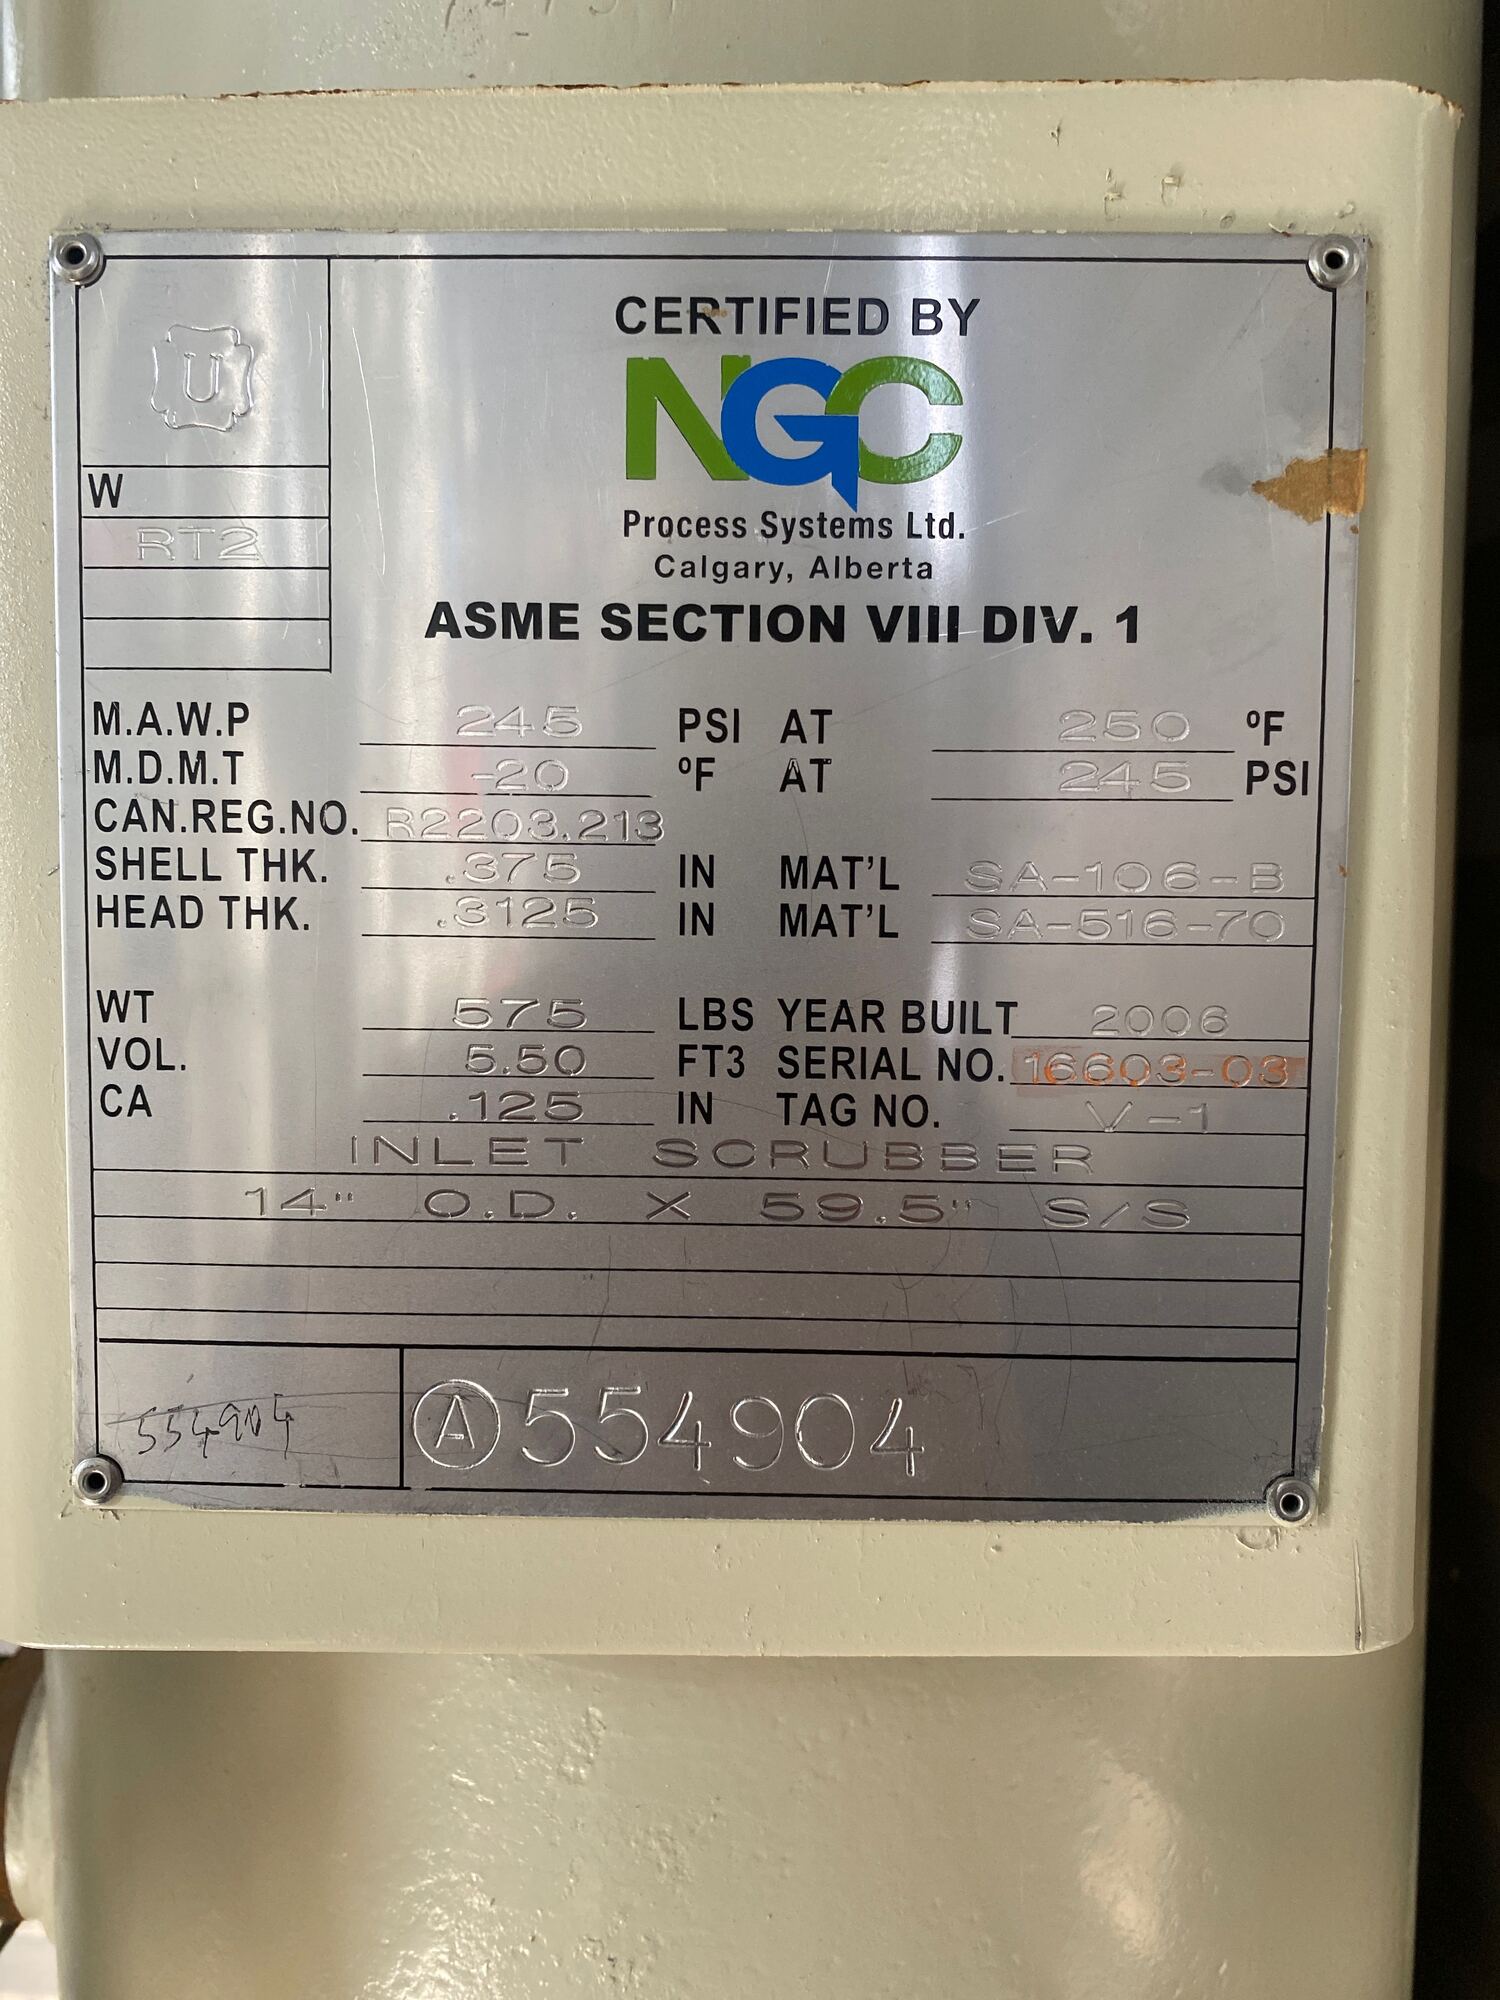 CERTIFIED BY
U
NGC
W
Process Systems Ltd.
RT2
Calgary, Alberta
ASME SECTION VIII DIV. 1
M.A.W.P 245 PSI AT 250 ºF
M.D.M.T -20 ºF AT 245 PSI
CAN.REG.NO. R2203.213
SHELL THK. .375 IN MAT'L SA-106-B
HEAD THK. .3125 IN MAT'L SA-516-70
WT 575 LBS YEAR BUILT 2006
VOL. 5.50 FT3 SERIAL NO. 16603-03
CA .125 IN TAG NO. V-1
INLET SCRUBBER
14" O.D. X 59.5" S/S
554904
A 554904